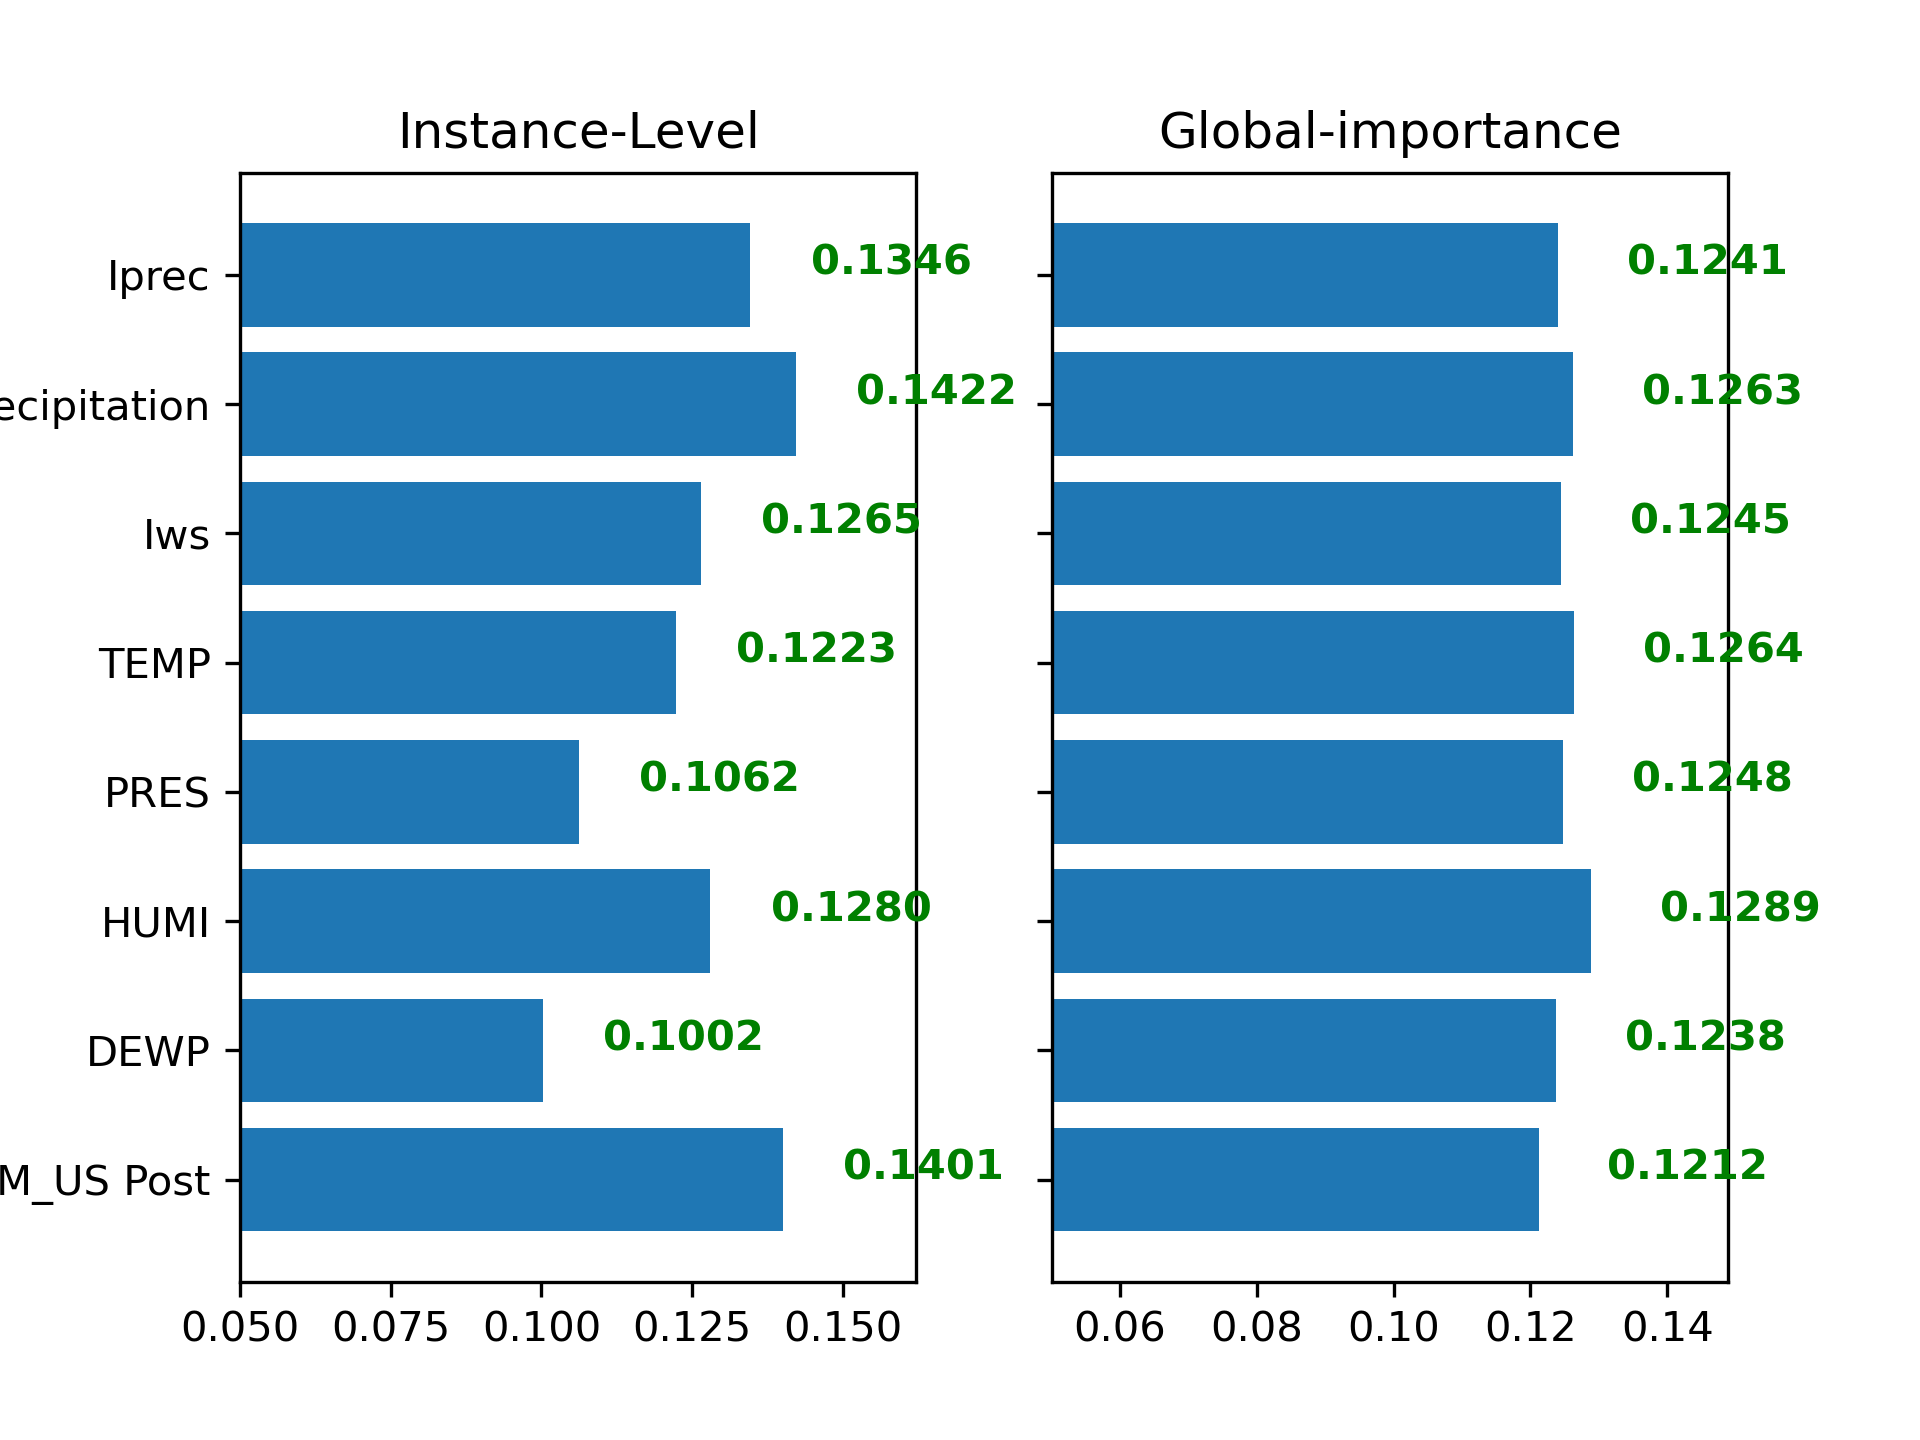 Instance-Level
Global-importance
Iprec
0.1346
0.1241
ecipitation
0.1422
0.1263
Iws
0.1265
0.1245
TEMP
0.1223
0.1264
PRES
0.1062
0.1248
HUMI
0.1280
0.1289
DEWP
0.1002
0.1238
M_US Post
0.1401
0.1212
0.050 0.075 0.100 0.125 0.150
0.06 0.08 0.10 0.12 0.14